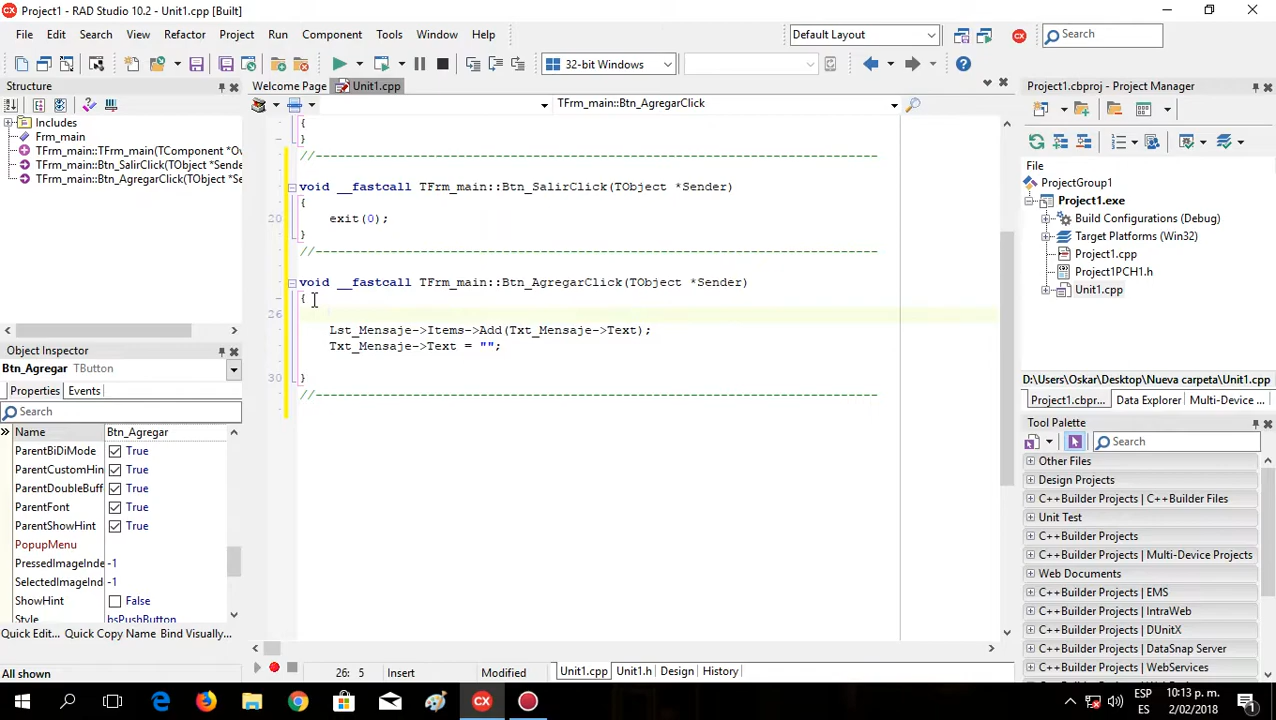 Project1 - RAD Studio 10.2 - Unit1.cpp [Built]
File Edit Search View Refactor Project Run Component Tools Window Help
Default Layout
Search
32-bit Windows
Structure
Welcome Page Unit1.cpp
TFrm_main::Btn_AgregarClick
Includes
Frm_main
TFrm_main::TFrm_main(TComponent *Ov
TFrm_main::Btn_SalirClick(TObject *Sender
TFrm_main::Btn_AgregarClick(TObject *Se
{
}
//---------------------------------------------------------------------------
void __fastcall TFrm_main::Btn_SalirClick(TObject *Sender)
{
20 exit(0);
}
//---------------------------------------------------------------------------
void __fastcall TFrm_main::Btn_AgregarClick(TObject *Sender)
{
26
Lst_Mensaje->Items->Add(Txt_Mensaje->Text);
Txt_Mensaje->Text = "";
30 }
//---------------------------------------------------------------------------
26: 5 Insert Modified
Unit1.cpp Unit1.h Design History
Object Inspector
Btn_Agregar TButton
Properties Events
Search
Name Btn_Agregar
ParentBiDiMode True
ParentCustomHin True
ParentDoubleBuff True
ParentFont True
ParentShowHint True
PopupMenu
PressedImageInde -1
SelectedImageInd -1
ShowHint False
Style bsPushButton
Quick Edit... Quick Copy Name Bind Visually...
All shown
Project1.cbproj - Project Manager
File
ProjectGroup1
Project1.exe
Build Configurations (Debug)
Target Platforms (Win32)
Project1.cpp
Project1PCH1.h
Unit1.cpp
D:\Users\Oskar\Desktop\Nueva carpeta\Unit1.cpp
Project1.cbpr... Data Explorer Multi-Device ...
Tool Palette
Search
Other Files
Design Projects
C++Builder Projects | C++Builder Files
Unit Test
C++Builder Projects
C++Builder Projects | Multi-Device Projects
Web Documents
C++Builder Projects | EMS
C++Builder Projects | IntraWeb
C++Builder Projects | DUnitX
C++Builder Projects | DataSnap Server
C++Builder Projects | WebServices
ESP
ES
10:13 p. m.
2/02/2018
1